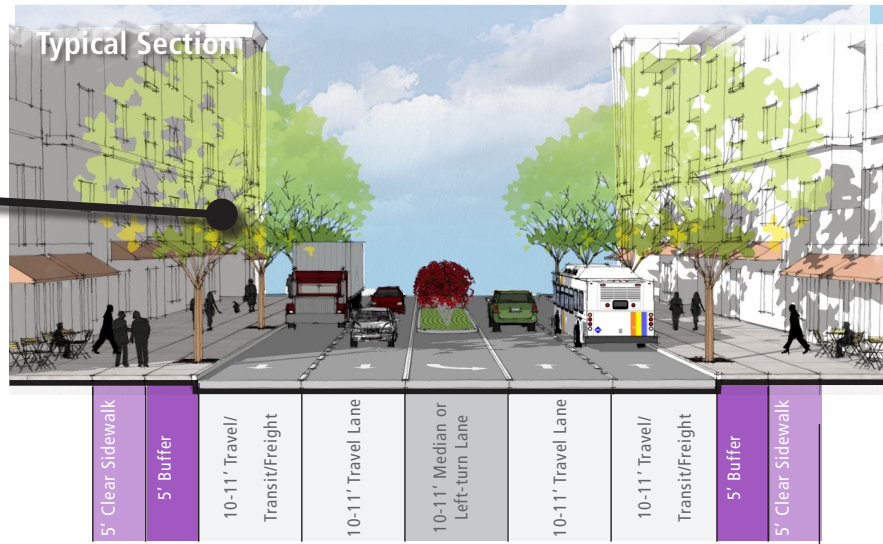 Typical Section
5' Clear Sidewalk
5' Buffer
10-11' Travel/
Transit/Freight
10-11' Travel Lane
10-11' Median or
Left-turn Lane
10-11' Travel Lane
10-11' Travel/
Transit/Freight
5' Buffer
5' Clear Sidewalk